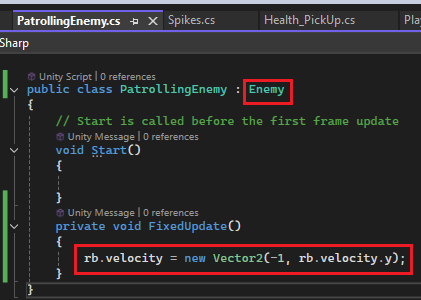 PatrollingEnemy.cs
Spikes.cs
Health_PickUp.cs
Sharp
Unity Script | 0 references
public class PatrollingEnemy : Enemy
{
// Start is called before the first frame update
Unity Message | 0 references
void Start()
{
}
Unity Message | 0 references
private void FixedUpdate()
{
rb.velocity = new Vector2(-1, rb.velocity.y);
}
}